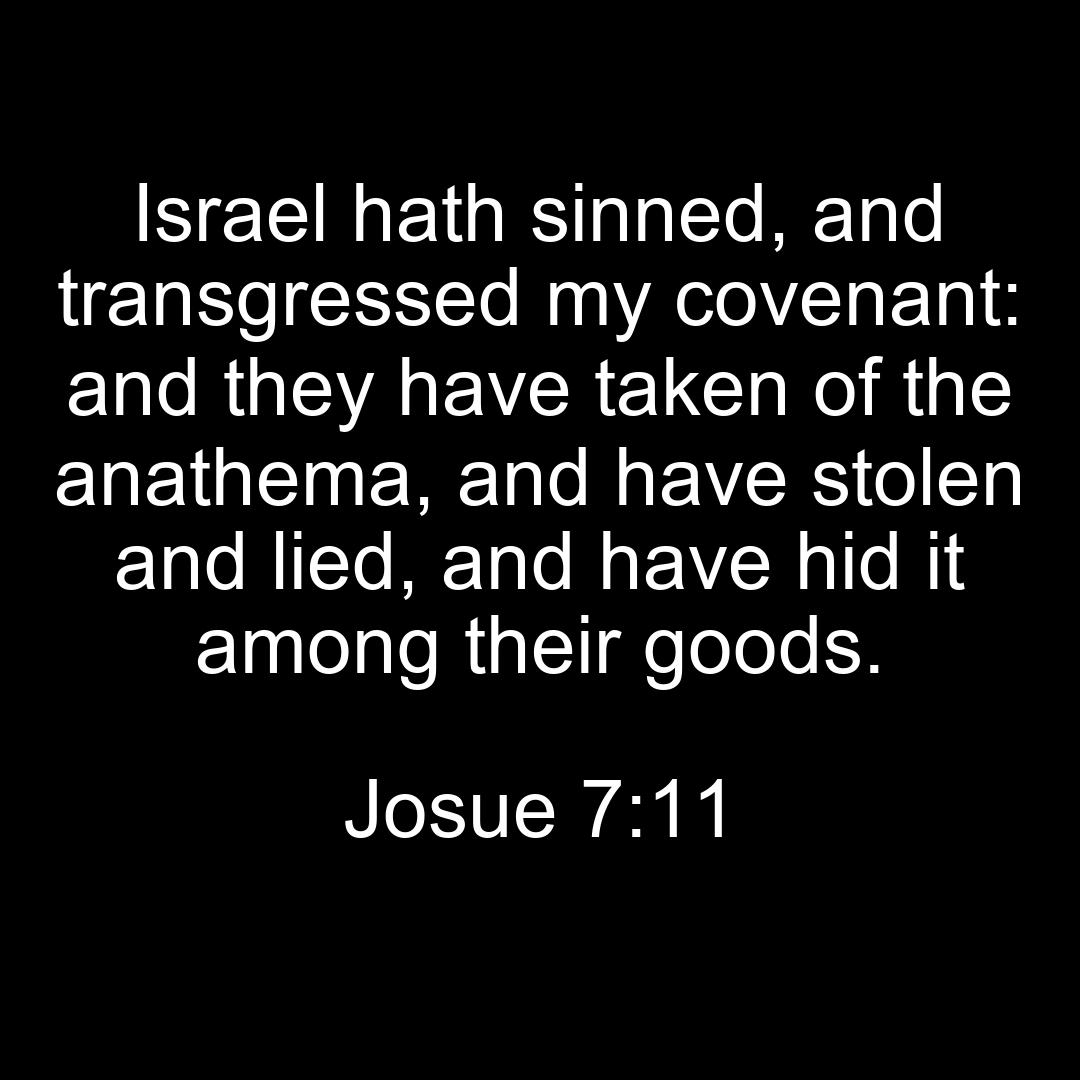 Israel hath sinned, and
transgressed my covenant:
and they have taken of the
anathema, and have stolen
and lied, and have hid it
among their goods.
Josue 7:11